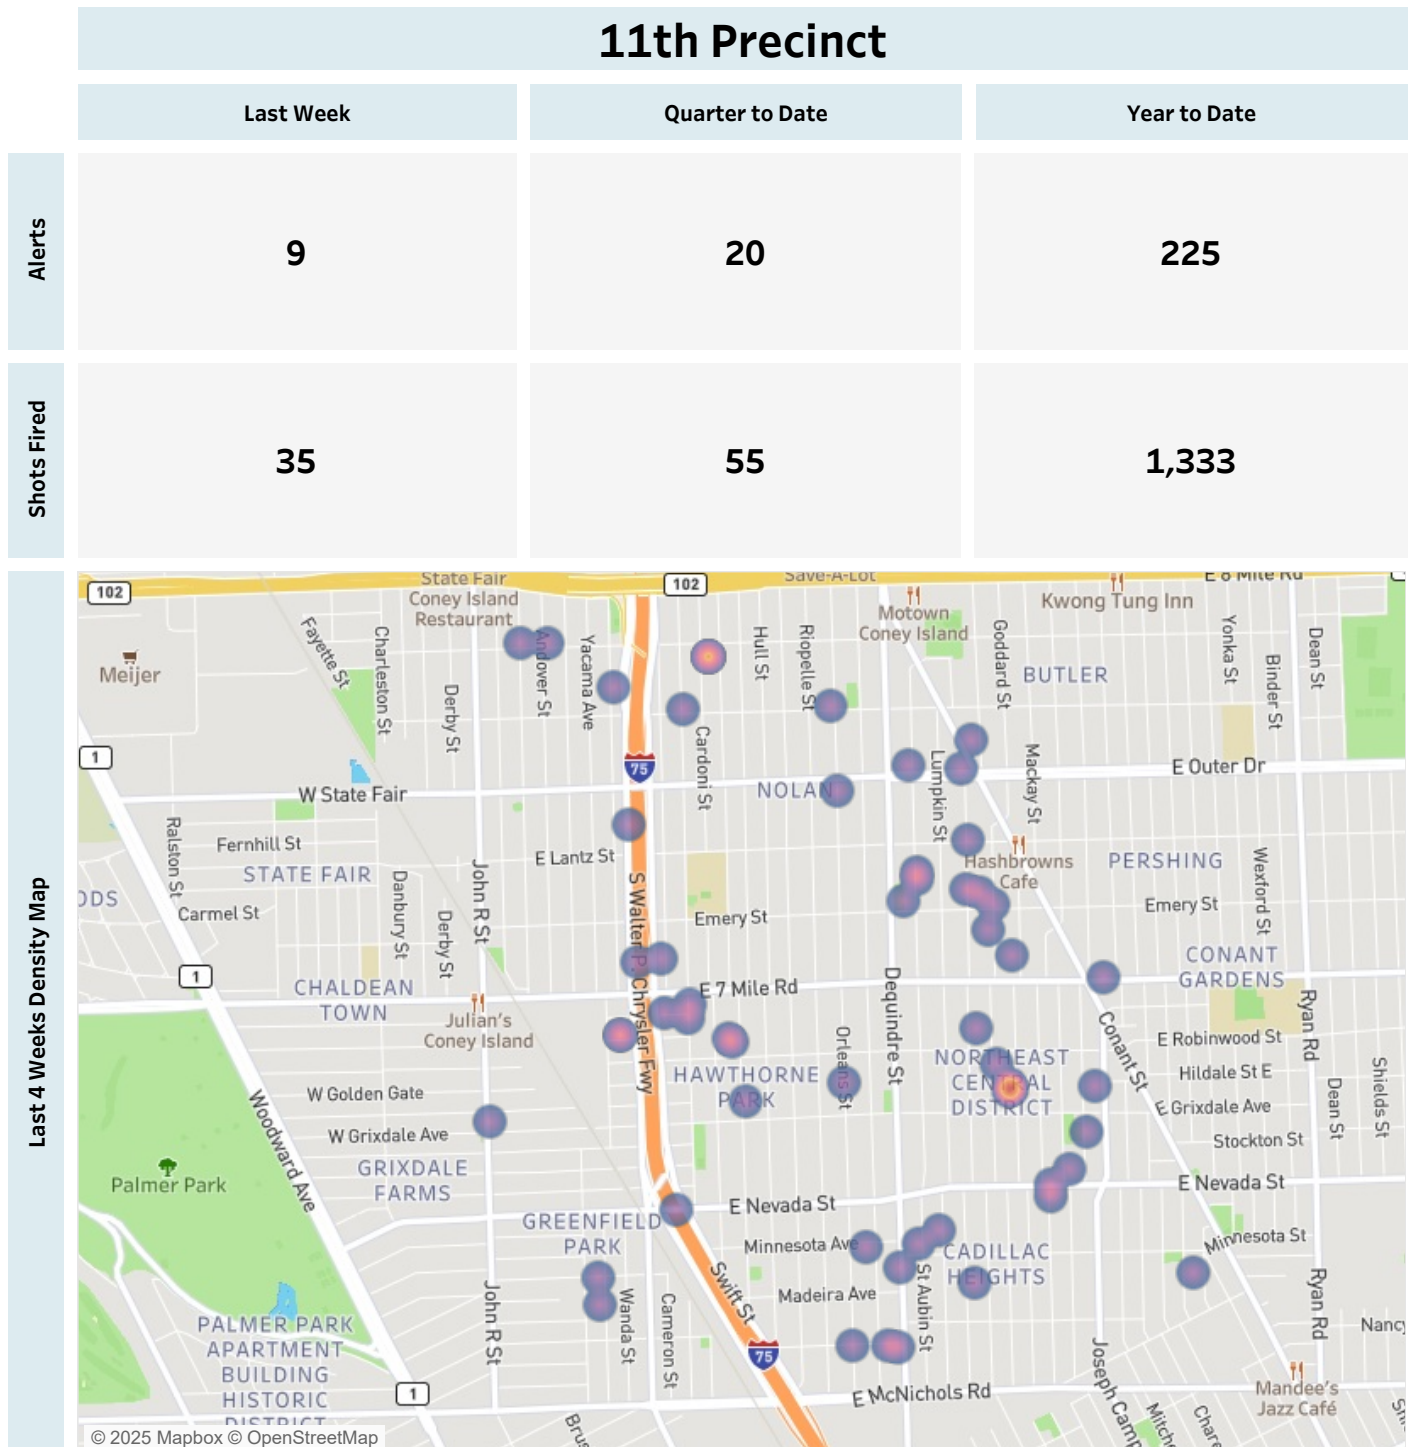 11th Precinct
Last Week
Quarter to Date
Year to Date
Alerts
9
20
225
Shots Fired
35
55
1,333
Last 4 Weeks Density Map
102
State Fair
Coney Island
Restaurant
102
Save-A-Lot
E 8 Mile Rd
Motown
Coney Island
Kwong Tung Inn
Meijer
Fayette St
Charleston St
Derby St
Andover St
Yacama Ave
Hull St
Riopelle St
Goddard St
BUTLER
Yonka St
Binder St
Dean St
1
75
Cardoni St
W State Fair
NOLAN
Lumpkin St
Mackay St
E Outer Dr
Ralston St
Fernhill St
STATE FAIR
E Lantz St
Hashbrowns
Cafe
PERSHING
Wexford St
ODS
Carmel St
Danbury St
Derby St
John R St
S Walter P. Chrysler Fwy
Emery St
Emery St
1
CHALDEAN
TOWN
E 7 Mile Rd
Dequindre St
CONANT
GARDENS
Julian's
Coney Island
Orleans St
Conant St
Ryan Rd
E Robinwood St
W Golden Gate
HAWTHORNE
PARK
NORTHEAST
CENTRAL
DISTRICT
Hildale St E
E Grixdale Ave
Dean St
Shields St
Woodward Ave
W Grixdale Ave
Stockton St
Palmer Park
GRIXDALE
FARMS
E Nevada St
E Nevada St
GREENFIELD
PARK
Minnesota Ave
CADILLAC
HEIGHTS
Minnesota St
Swift St
Madeira Ave
St Aubin St
John R St
Wanda St
Cameron St
Ryan Rd
PALMER PARK
APARTMENT
BUILDING
HISTORIC
DISTRICT
75
Joseph Camp
Nancy
1
E McNichols Rd
Mandee's
Jazz Café
Brus
Mitche
Chare
© 2025 Mapbox © OpenStreetMap